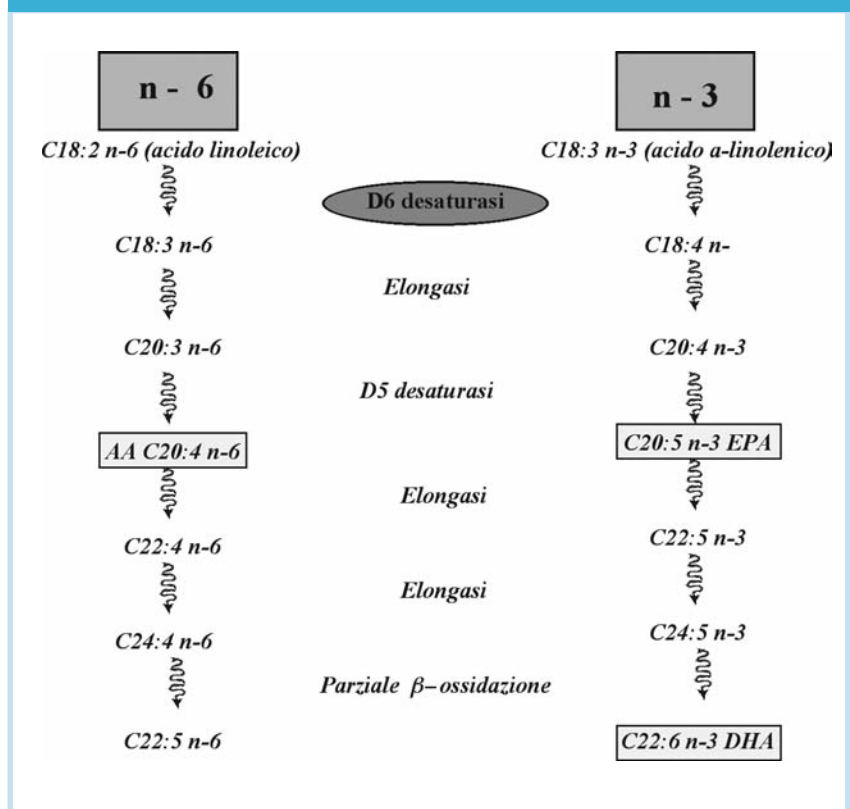 n - 6
n - 3
C18:2 n-6 (acido linoleico)
C18:3 n-3 (acido a-linolenico)
D6 desaturasi
C18:3 n-6
C18:4 n-
Elongasi
C20:3 n-6
C20:4 n-3
D5 desaturasi
AA C20:4 n-6
C20:5 n-3 EPA
Elongasi
C22:4 n-6
C22:5 n-3
Elongasi
C24:4 n-6
C24:5 n-3
Parziale β–ossidazione
C22:5 n-6
C22:6 n-3 DHA